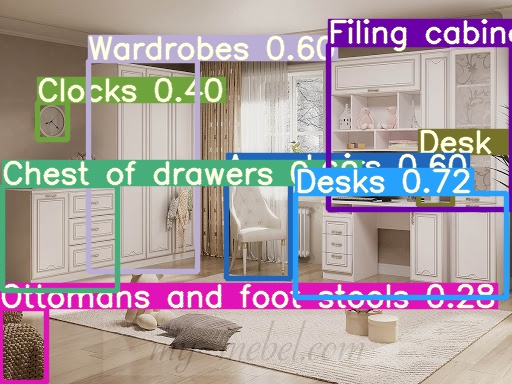 Filing cabine
Wardrobes 0.60
Clocks 0.40
Desk
Chest of drawers
0.60
Desks 0.72
Ottomans and foot stools 0.28